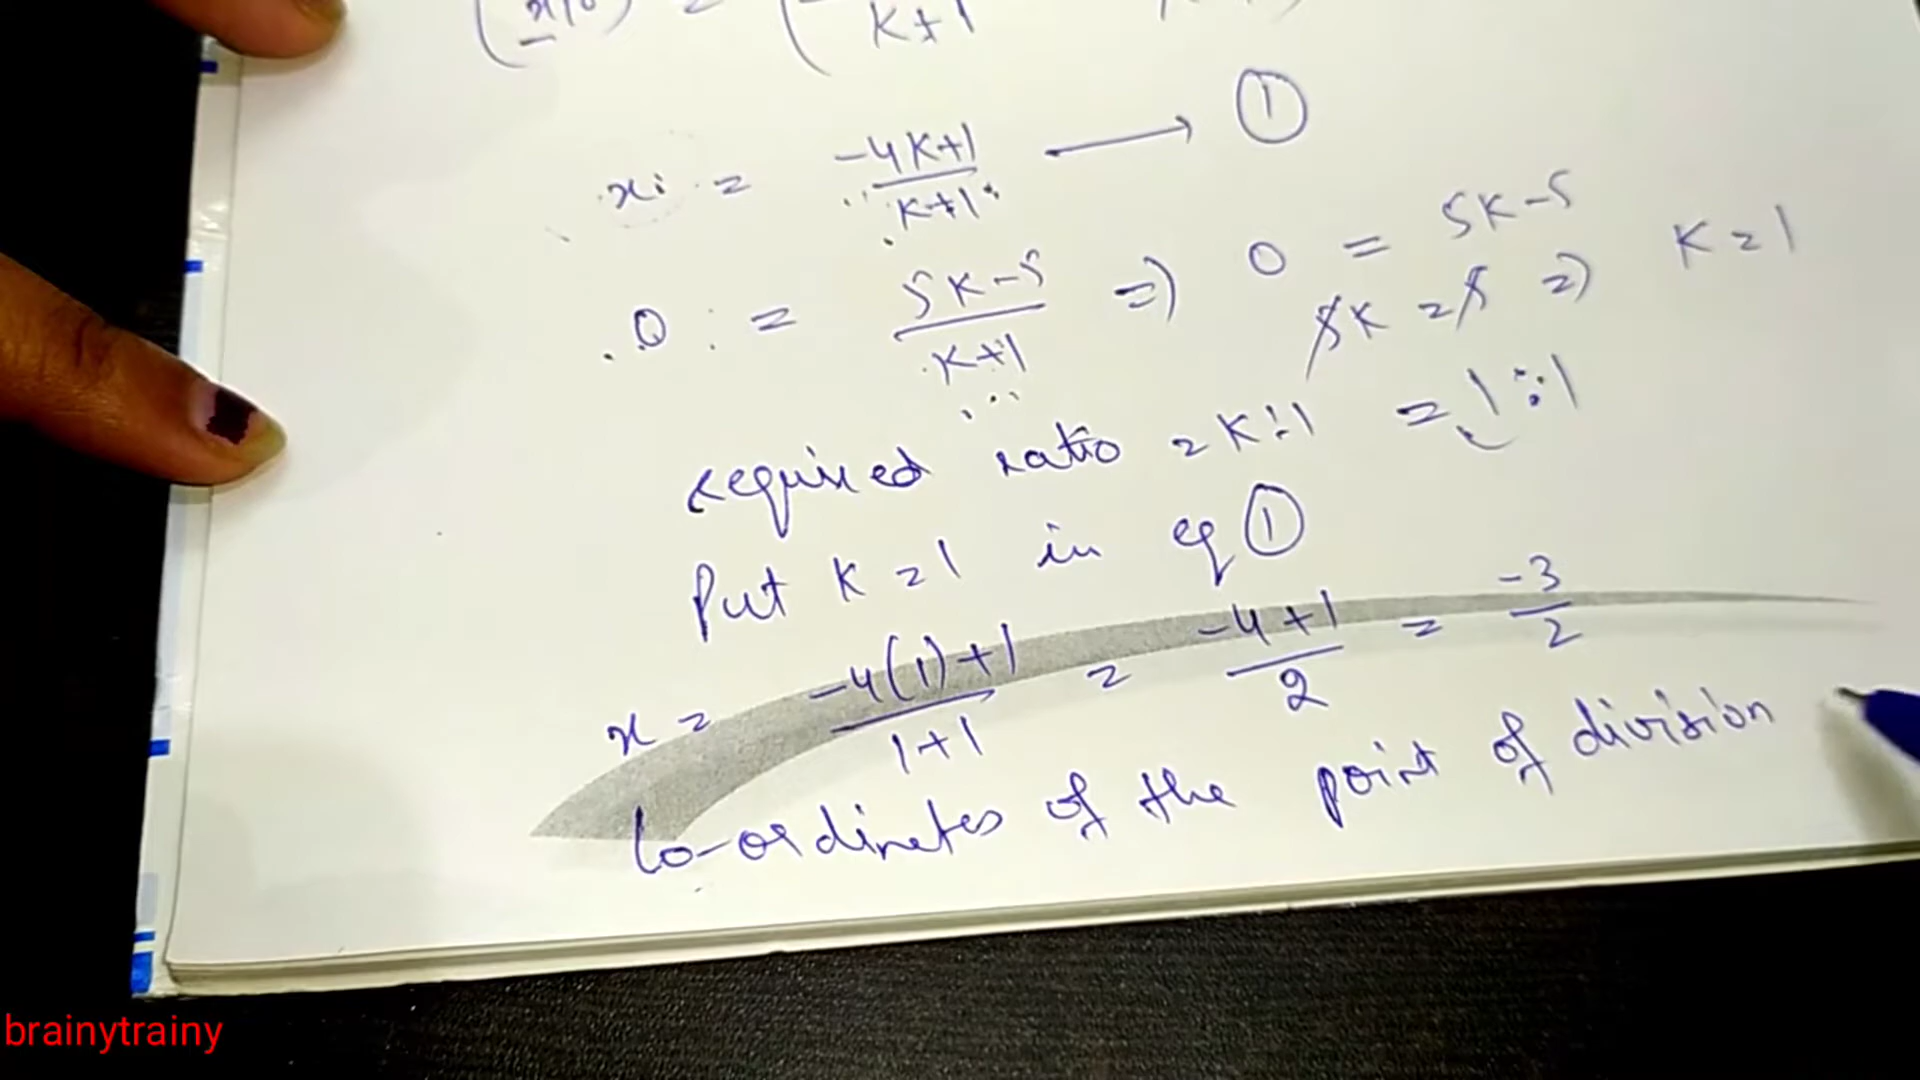 (x,0) = ( K+1
x = -4K+1/K+1 → ①
0 = 5K-5/K+1 => 0 = 5K-5
5K = 5 => K = 1
required ratio = K:1 = 1:1
Put K = 1 in eq ①
x = -4(1)+1/1+1 = -4+1/2 = -3/2
Co-ordinates of the point of division
brainytrainy